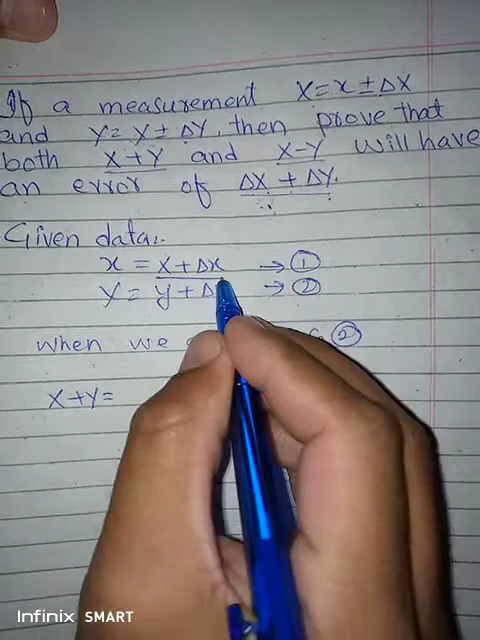 If a measurement X = x ± ΔX
and Y = Y ± ΔY, then prove that
both X+Y and X-Y will have
an error of ΔX + ΔY.
Given data:.
x = x + Δx → ①
y = y + Δ → ②
when we ②
X + Y =
Infinix SMART